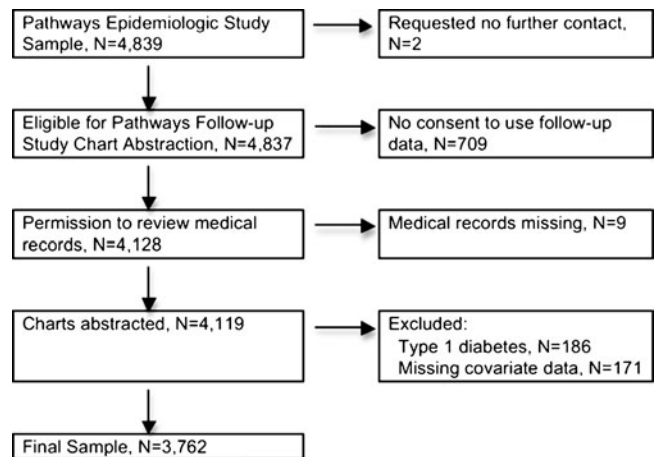 Pathways Epidemiologic Study
Sample, N=4,839
Requested no further contact,
N=2
Eligible for Pathways Follow-up
Study Chart Abstraction, N=4,837
No consent to use follow-up
data, N=709
Permission to review medical
records, N=4,128
Medical records missing, N=9
Charts abstracted, N=4,119
Excluded:
Type 1 diabetes, N=186
Missing covariate data, N=171
Final Sample, N=3,762